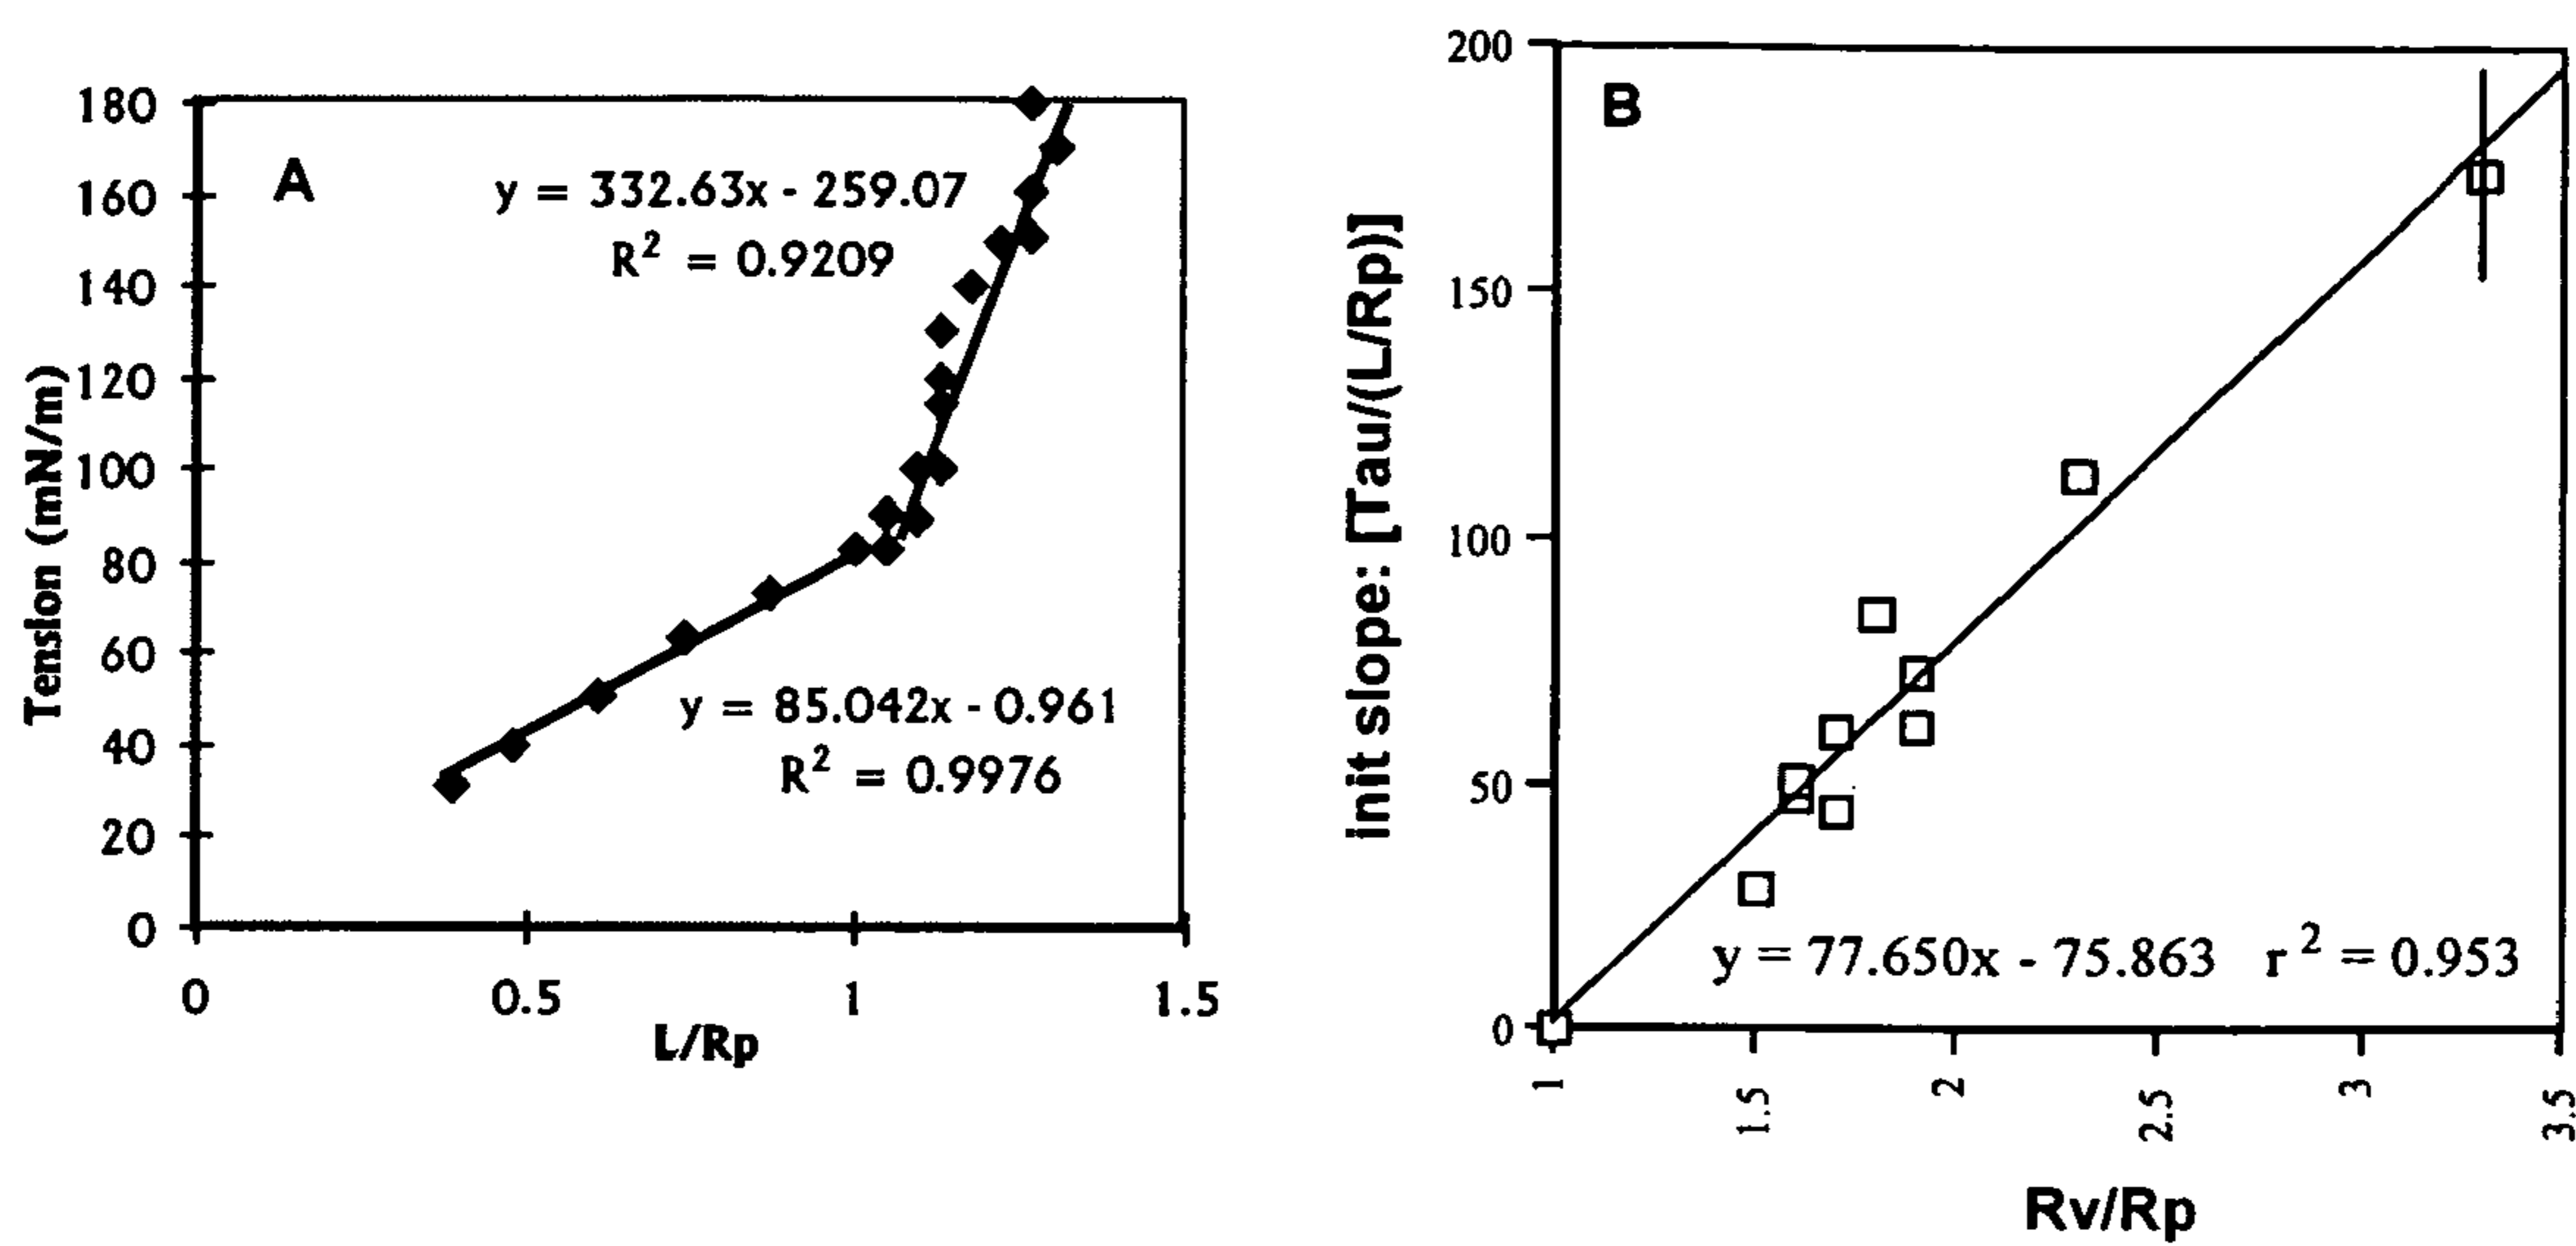 A
y = 332.63x - 259.07
R² = 0.9209
y = 85.042x - 0.961
R² = 0.9976
Tension (mN/m)
180
160
140
120
100
80
60
40
20
0
0 0.5 1 1.5
L/Rp
B
init slope: [Tau/(L/Rp)]
200
150
100
50
0
y = 77.650x - 75.863 r² = 0.953
1 1.5 2 2.5 3 3.5
Rv/Rp